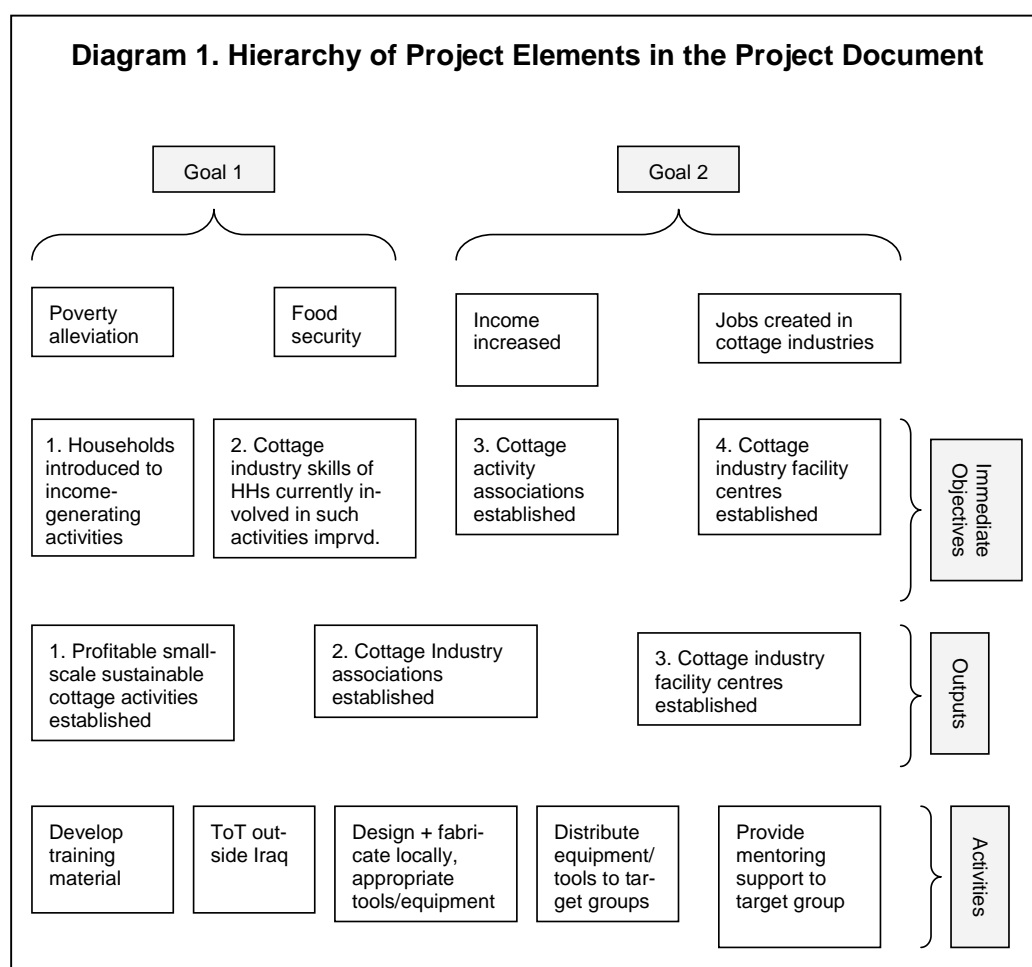 Diagram 1. Hierarchy of Project Elements in the Project Document
Goal 1
Goal 2
Poverty
alleviation
Food
security
Income
increased
Jobs created in
cottage industries
1. Households
introduced to
income-
generating
activities
2. Cottage
industry skills of
HHs currently in-
volved in such
activities imprvd.
3. Cottage
activity
associations
established
4. Cottage
industry facility
centres
established
Immediate
Objectives
1. Profitable small-
scale sustainable
cottage activities
established
2. Cottage Industry
associations
established
3. Cottage industry
facility centres
established
Outputs
Develop
training
material
ToT out-
side Iraq
Design + fabri-
cate locally,
appropriate
tools/equipment
Distribute
equipment/
tools to tar-
get groups
Provide
mentoring
support to
target group
Activities